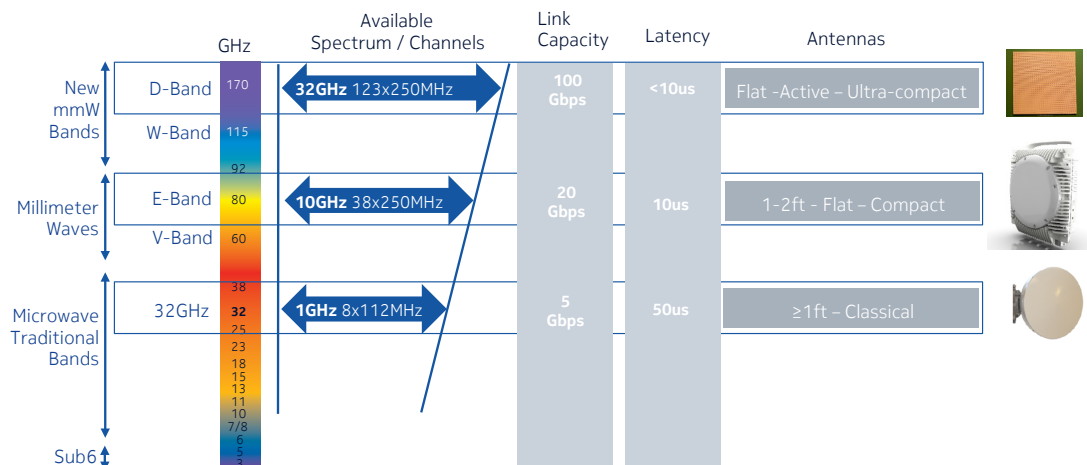 Available
Spectrum / Channels
Link
Capacity
Latency
Antennas
GHz
New
mmW
Bands
D-Band
170
32GHz 123x250MHz
100
Gbps
<10us
Flat -Active – Ultra-compact
W-Band
115
92
Millimeter
Waves
E-Band
80
10GHz 38x250MHz
20
Gbps
10us
1-2ft - Flat – Compact
V-Band
60
Microwave
Traditional
Bands
38
32GHz
32
1GHz 8x112MHz
5
Gbps
50us
≥1ft – Classical
25
23
18
15
13
11
10
7/8
6
5
3
Sub6